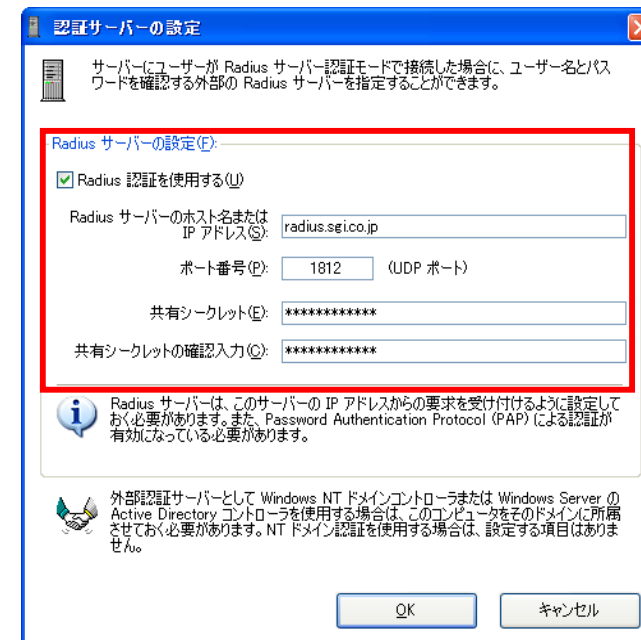 認証サーバーの設定
サーバーにユーザーが Radius サーバー認証モードで接続した場合に、ユーザー名とパス
ワードを確認する外部の Radius サーバーを指定することができます。
Radius サーバーの設定(F):
Radius 認証を使用する(U)
Radius サーバーのホスト名または
IP アドレス(S):
radius.sgi.co.jp
ポート番号(P):
1812
(UDP ポート)
共有シークレット(E):
************
共有シークレットの確認入力(C):
************
Radius サーバーは、このサーバーの IP アドレスからの要求を受け付けるように設定して
おく必要があります。また、Password Authentication Protocol (PAP) による認証が
有効になっている必要があります。
外部認証サーバーとして Windows NT ドメインコントローラまたは Windows Server の
Active Directory コントローラを使用する場合は、このコンピュータをそのドメインに所属
させておく必要があります。NT ドメイン認証を使用する場合は、設定する項目はありま
せん。
OK
キャンセル